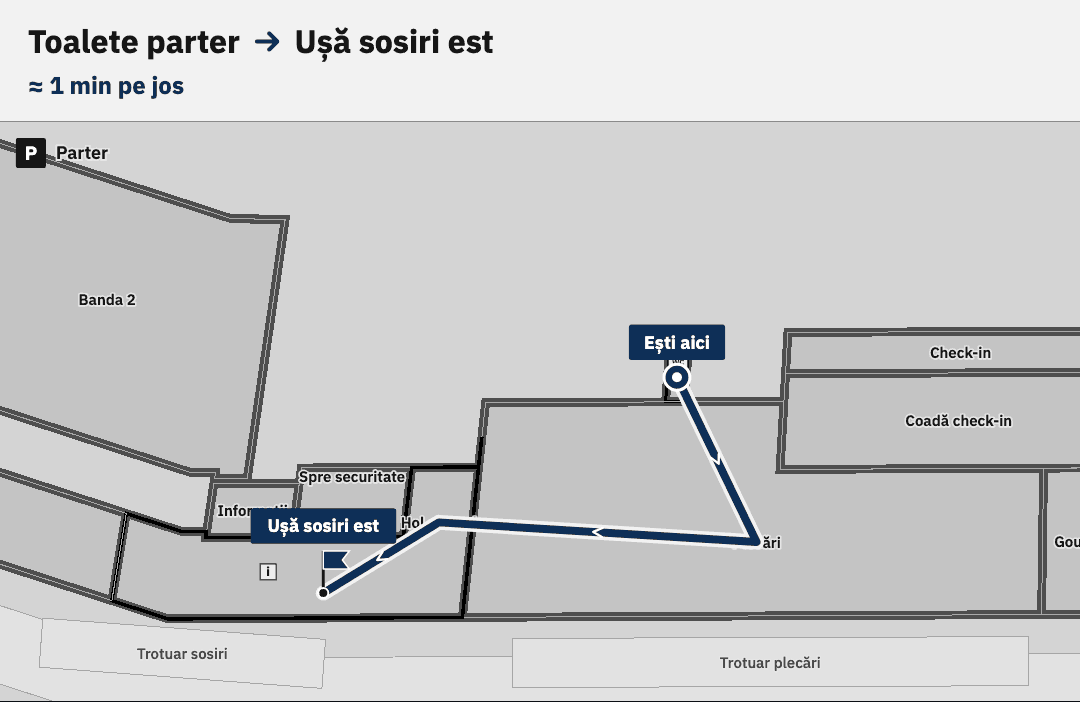 Toalete parter → Ușă sosiri est
≈ 1 min pe jos
P Parter
Banda 2
Ești aici
Check-in
Coadă check-in
Spre securitate
Ușă sosiri est
Hol
i
Trotuar sosiri
Trotuar plecări